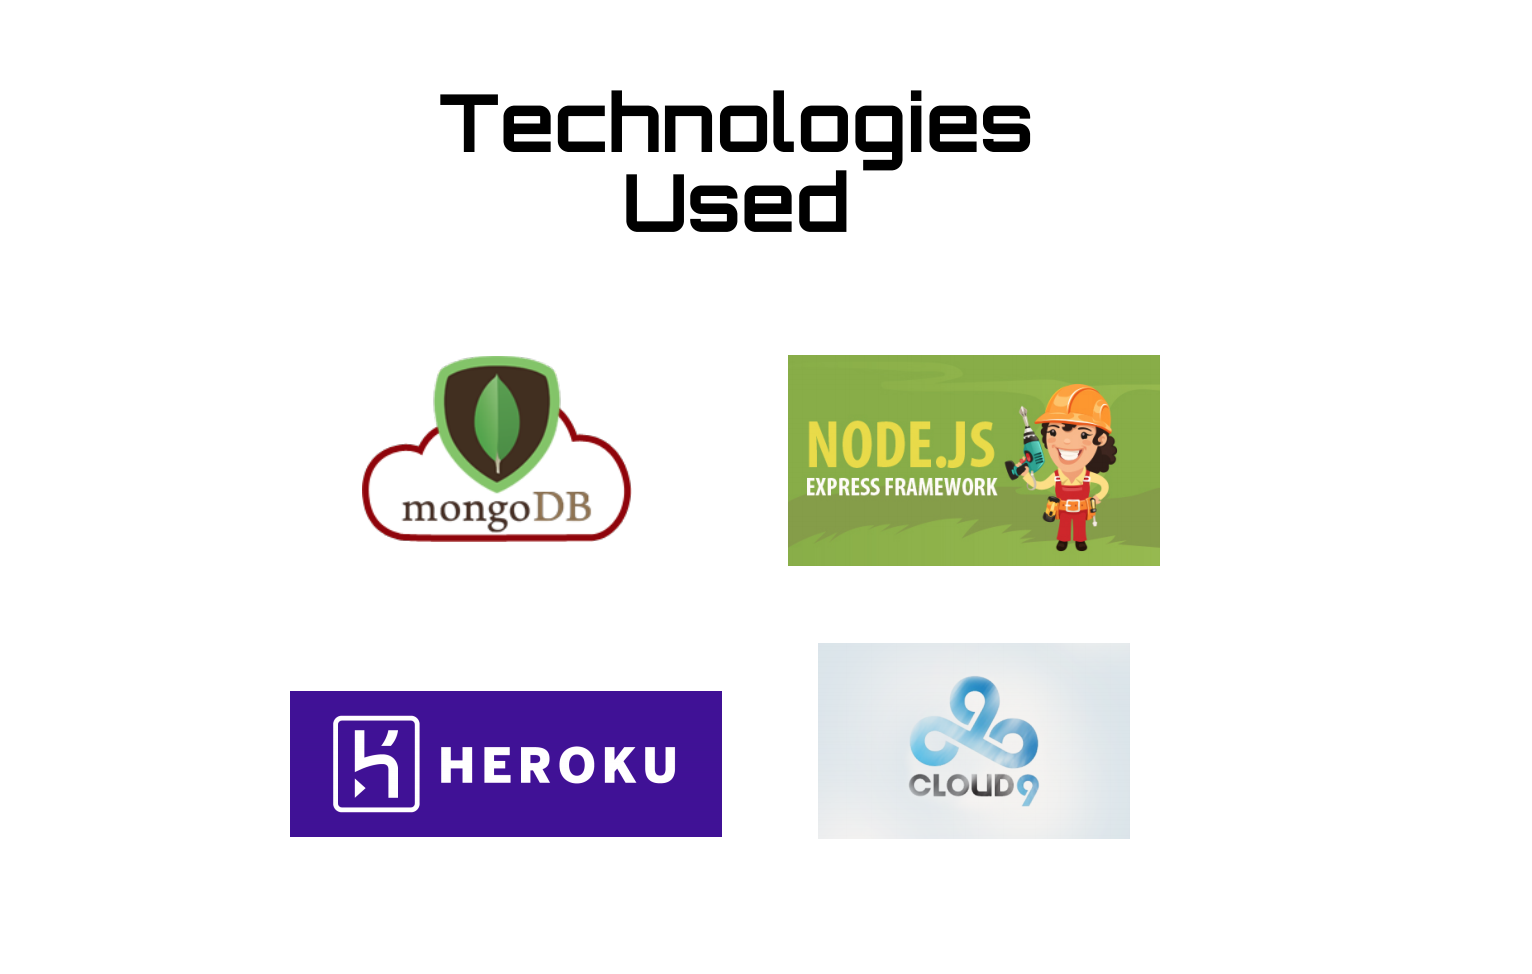 Technologies
Used
mongoDB
NODE.JS
EXPRESS FRAMEWORK
HEROKU
CLOUD9